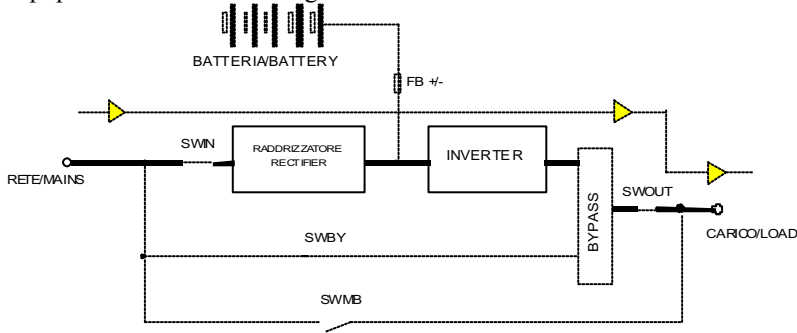 BATTERIA/BATTERY
FB +/-
SWIN
RADDRIZZATORE
RECTIFIER
INVERTER
RETE/MAINS
BYPASS
SWOUT
CARICO/LOAD
SWBY
SWMB